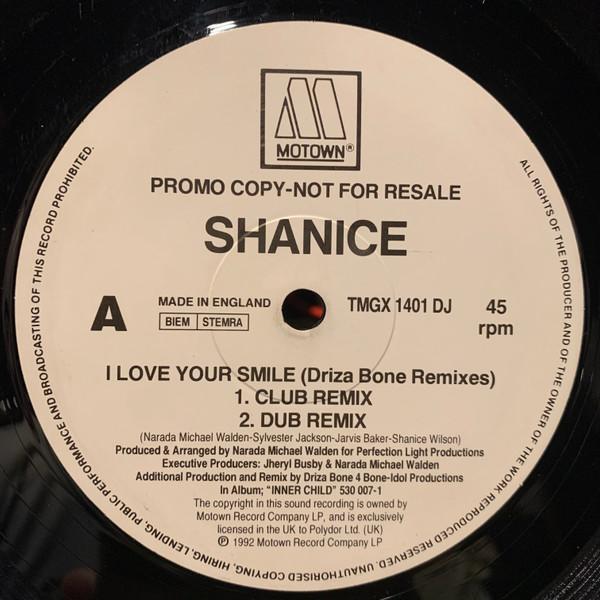 MOTOWN®
PROMO COPY-NOT FOR RESALE
SHANICE
A
MADE IN ENGLAND
BIEM STEMRA
TMGX 1401 DJ
45
rpm
I LOVE YOUR SMILE (Driza Bone Remixes)
1. CLUB REMIX
2. DUB REMIX
(Narada Michael Walden-Sylvester Jackson-Jarvis Baker-Shanice Wilson)
Produced & Arranged by Narada Michael Walden for Perfection Light Productions
Executive Producers: Jheryl Busby & Narada Michael Walden
Additional Production and Remix by Driza Bone 4 Bone-Idol Productions
In Album; "INNER CHILD" 530 007-1
The copyright in this sound recording is owned by
Motown Record Company LP, and is exclusively
licensed in the UK to Polydor Ltd. (UK)
℗ 1992 Motown Record Company LP
ALL RIGHTS OF THE PRODUCER AND OF THE OWNER OF THE WORK REPRODUCED RESERVED. UNAUTHORISED COPYING, HIRING, LENDING, PUBLIC PERFORMANCE AND BROADCASTING OF THIS RECORD PROHIBITED.